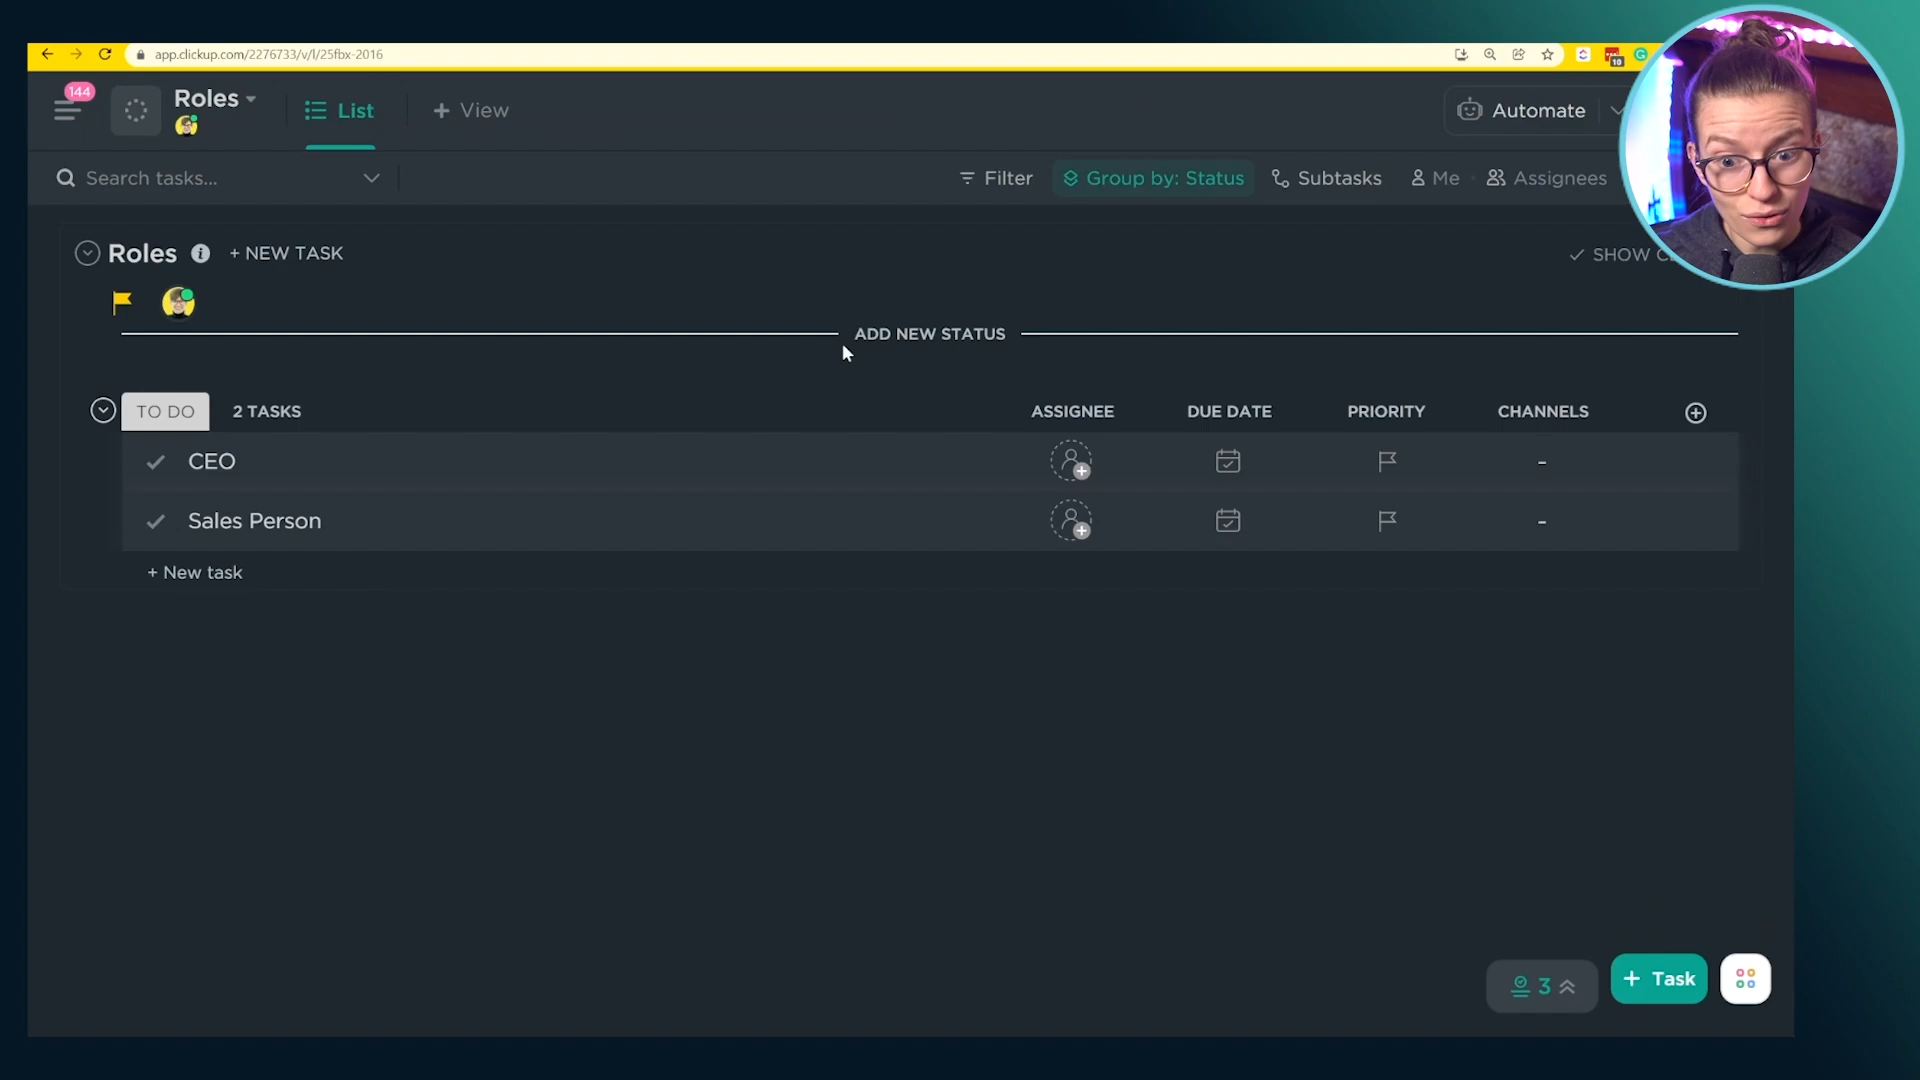 app.clickup.com/2276733/v/l/25fbx-2016
10
144
Roles
List
+ View
Automate
Search tasks...
Filter
Group by: Status
Subtasks
Me
Assignees
Roles
+ NEW TASK
SHOW
ADD NEW STATUS
TO DO
2 TASKS
ASSIGNEE
DUE DATE
PRIORITY
CHANNELS
CEO
-
Sales Person
-
+ New task
3
+ Task